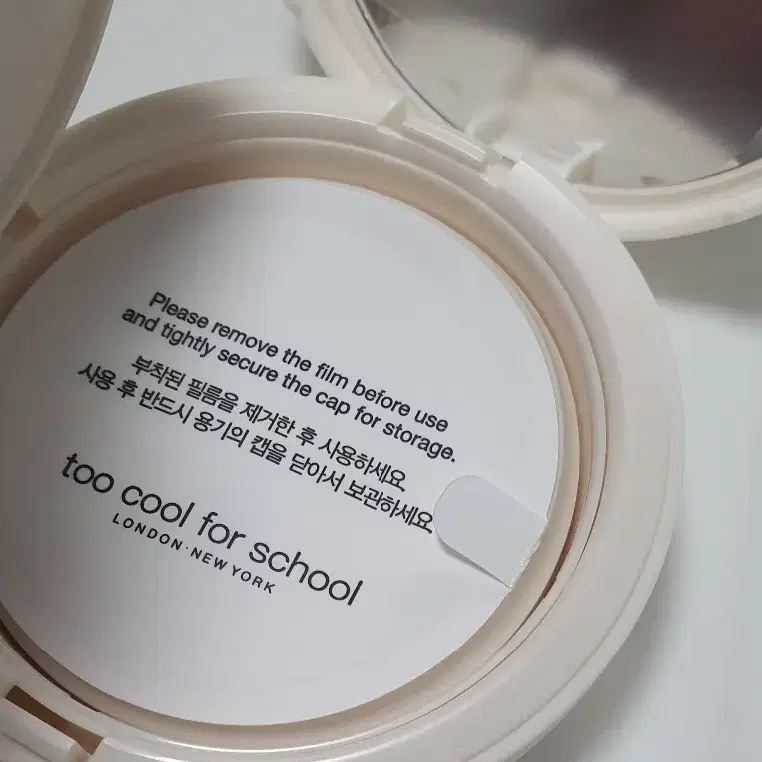 Please remove the film before use
and tightly secure the cap for storage.
부착된 필름을 제거한 후 사용하세요.
사용 후 반드시 용기의 캡을 닫아서 보관하세요.
too cool for school
LONDON·NEW YORK